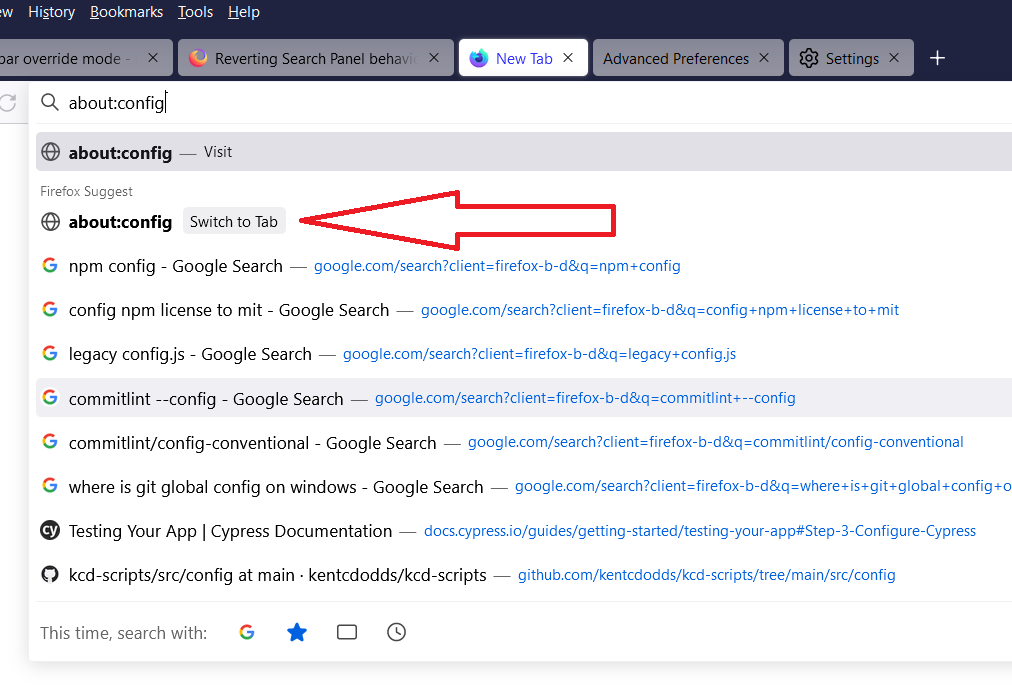 ew History Bookmarks Tools Help
bar override mode - Reverting Search Panel behavio New Tab Advanced Preferences Settings
about:config
about:config — Visit
Firefox Suggest
about:config Switch to Tab
npm config - Google Search — google.com/search?client=firefox-b-d&q=npm+config
config npm license to mit - Google Search — google.com/search?client=firefox-b-d&q=config+npm+license+to+mit
legacy config.js - Google Search — google.com/search?client=firefox-b-d&q=legacy+config.js
commitlint --config - Google Search — google.com/search?client=firefox-b-d&q=commitlint+--config
commitlint/config-conventional - Google Search — google.com/search?client=firefox-b-d&q=commitlint/config-conventional
where is git global config on windows - Google Search — google.com/search?client=firefox-b-d&q=where+is+git+global+config+o
cy Testing Your App | Cypress Documentation — docs.cypress.io/guides/getting-started/testing-your-app#Step-3-Configure-Cypress
kcd-scripts/src/config at main · kentcdodds/kcd-scripts — github.com/kentcdodds/kcd-scripts/tree/main/src/config
This time, search with: